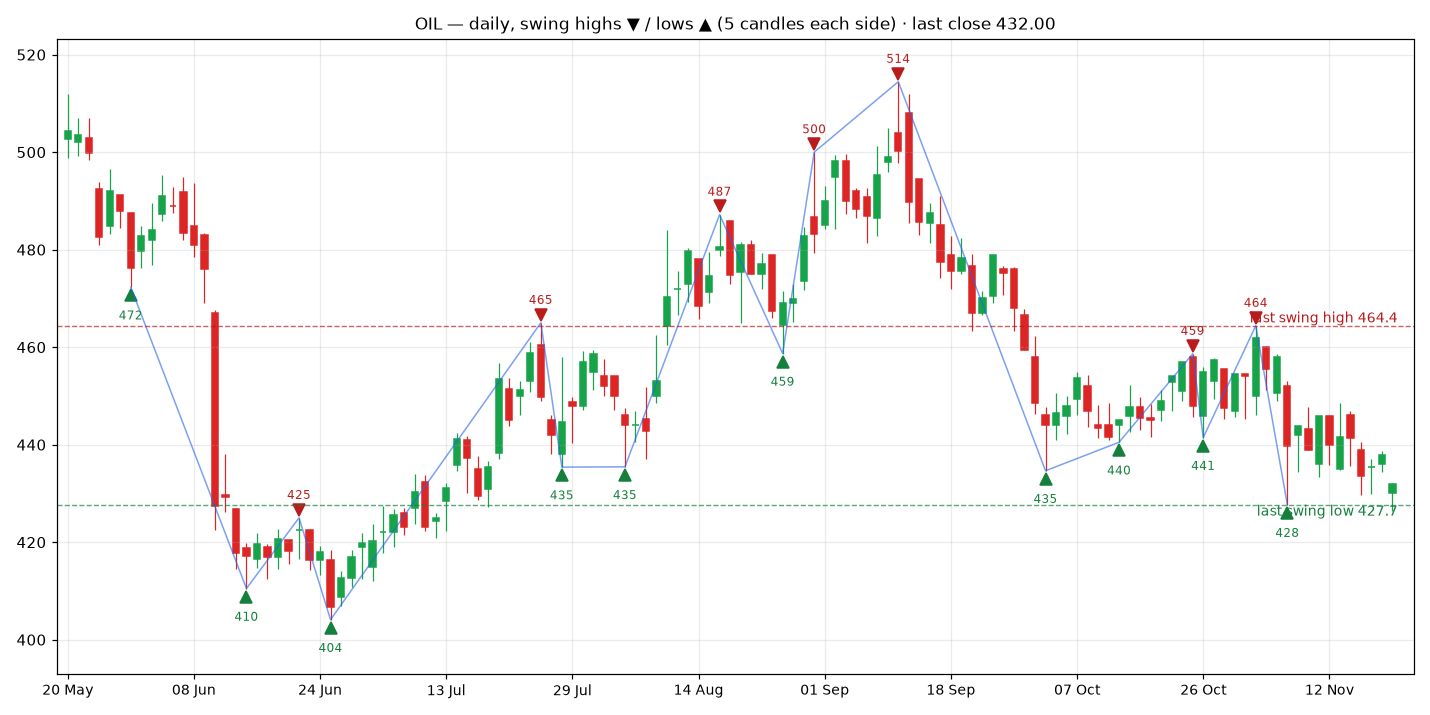 OIL — daily, swing highs ▼ / lows ▲ (5 candles each side) · last close 432.00
520
500
480
460
440
420
400
514
500
487
472
465
464
last swing high 464.4
459
459
435
435
435
440
441
425
last swing low 427.7
428
410
404
20 May
08 Jun
24 Jun
13 Jul
29 Jul
14 Aug
01 Sep
18 Sep
07 Oct
26 Oct
12 Nov